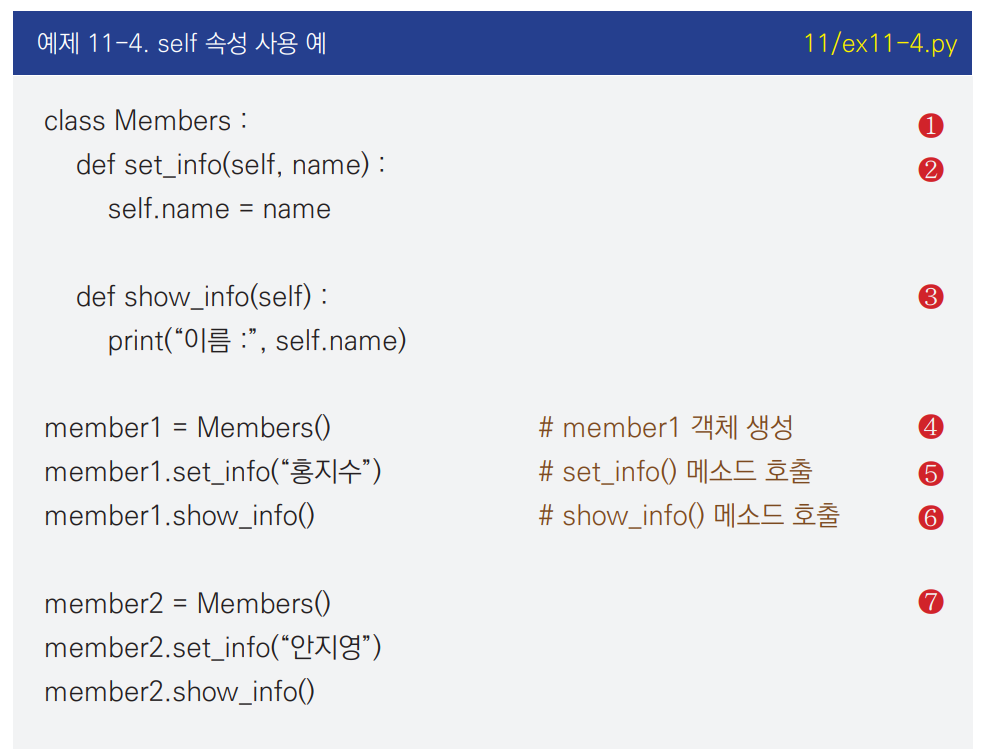 예제 11-4. self 속성 사용 예 11/ex11-4.py
class Members : ❶
def set_info(self, name) : ❷
self.name = name
def show_info(self) : ❸
print(“이름 :”, self.name)
member1 = Members() # member1 객체 생성 ❹
member1.set_info(“홍지수”) # set_info() 메소드 호출 ❺
member1.show_info() # show_info() 메소드 호출 ❻
member2 = Members() ❼
member2.set_info(“안지영”)
member2.show_info()